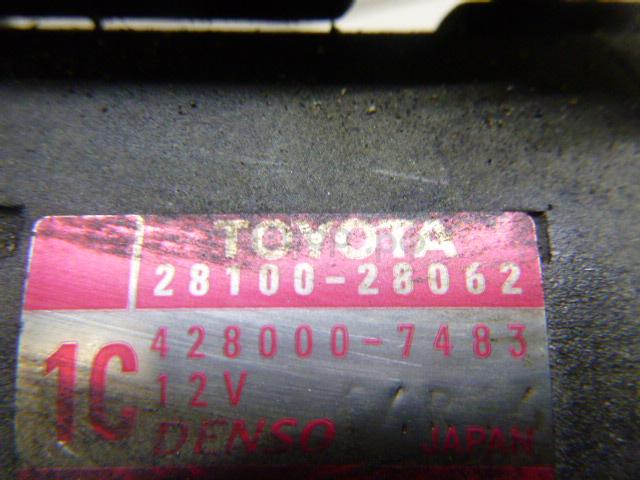 TOYOTA
28100-28062
1C
428000-7483
12V
DENSO JAPAN